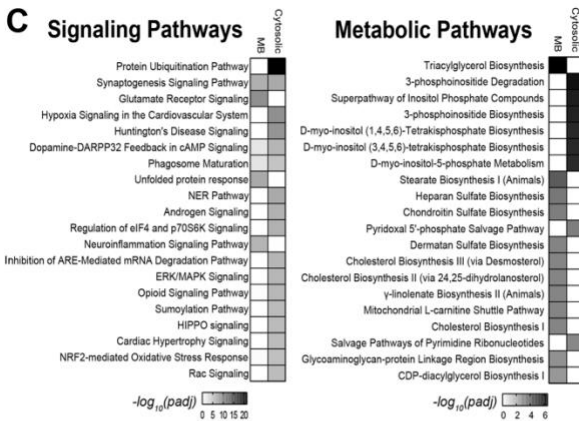 C
Signaling Pathways
MB
Cytosolic
Protein Ubiquitination Pathway
Synaptogenesis Signaling Pathway
Glutamate Receptor Signaling
Hypoxia Signaling in the Cardiovascular System
Huntington's Disease Signaling
Dopamine-DARPP32 Feedback in cAMP Signaling
Phagosome Maturation
Unfolded protein response
NER Pathway
Androgen Signaling
Regulation of eIF4 and p70S6K Signaling
Neuroinflammation Signaling Pathway
Inhibition of ARE-Mediated mRNA Degradation Pathway
ERK/MAPK Signaling
Opioid Signaling Pathway
Sumoylation Pathway
HIPPO signaling
Cardiac Hypertrophy Signaling
NRF2-mediated Oxidative Stress Response
Rac Signaling
-log10(padj)
0 5 10 15 20
Metabolic Pathways
MB
Cytosolic
Triacylglycerol Biosynthesis
3-phosphoinositide Degradation
Superpathway of Inositol Phosphate Compounds
3-phosphoinositide Biosynthesis
D-myo-inositol (1,4,5,6)-Tetrakisphosphate Biosynthesis
D-myo-inositol (3,4,5,6)-tetrakisphosphate Biosynthesis
D-myo-inositol-5-phosphate Metabolism
Stearate Biosynthesis I (Animals)
Heparan Sulfate Biosynthesis
Chondroitin Sulfate Biosynthesis
Pyridoxal 5'-phosphate Salvage Pathway
Dermatan Sulfate Biosynthesis
Cholesterol Biosynthesis III (via Desmosterol)
Cholesterol Biosynthesis II (via 24,25-dihydrolanosterol)
γ-linolenate Biosynthesis II (Animals)
Mitochondrial L-carnitine Shuttle Pathway
Cholesterol Biosynthesis I
Salvage Pathways of Pyrimidine Ribonucleotides
Glycoaminoglycan-protein Linkage Region Biosynthesis
CDP-diacylglycerol Biosynthesis I
-log10(padj)
0 2 4 6